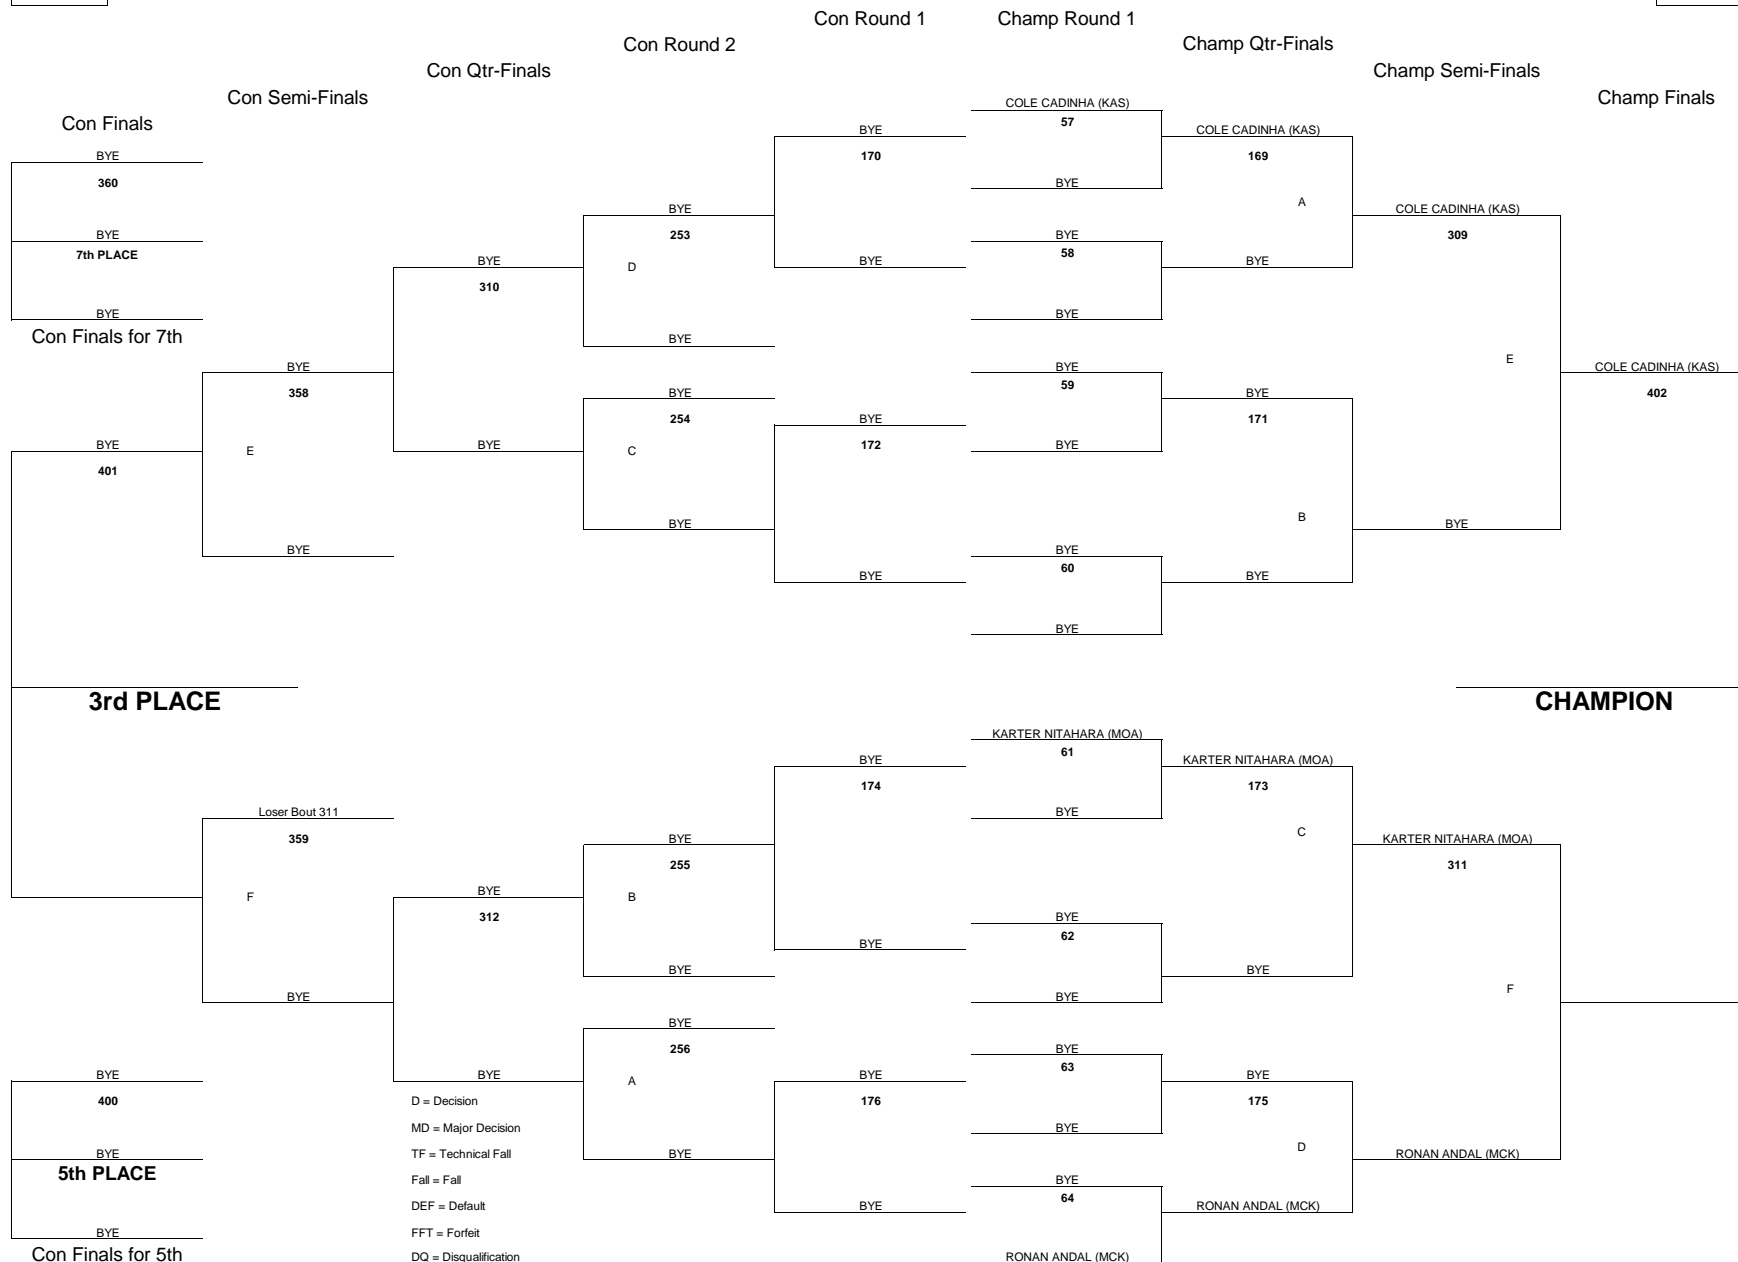 Con Round 1 Champ Round 1
Con Round 2 Champ Qtr-Finals
Con Qtr-Finals Champ Semi-Finals
Con Semi-Finals Champ Finals
COLE CADINHA (KAS)
Con Finals 57
BYE COLE CADINHA (KAS)
BYE 170 169
360
BYE
A
BYE COLE CADINHA (KAS)
BYE 253 BYE 309
7th PLACE 58
BYE D BYE BYE
310
BYE BYE
Con Finals for 7th
BYE
E
BYE BYE COLE CADINHA (KAS)
59
358 BYE BYE 402
254 BYE 171
BYE E BYE C 172 BYE
401
B
BYE BYE
BYE BYE
60
BYE BYE
BYE
3rd PLACE CHAMPION
KARTER NITAHARA (MOA)
61
BYE KARTER NITAHARA (MOA)
174 173
Loser Bout 311 BYE
C
359 BYE KARTER NITAHARA (MOA)
255 311
BYE
F B
312 BYE
62
BYE
BYE BYE
F
BYE BYE
BYE
256 BYE
63
BYE BYE A BYE BYE
400 D = Decision 176 175
MD = Major Decision BYE
D
BYE TF = Technical Fall BYE RONAN ANDAL (MCK)
5th PLACE
Fall = Fall BYE
64
DEF = Default BYE RONAN ANDAL (MCK)
BYE FFT = Forfeit
Con Finals for 5th DQ = Disqualification RONAN ANDAL (MCK)